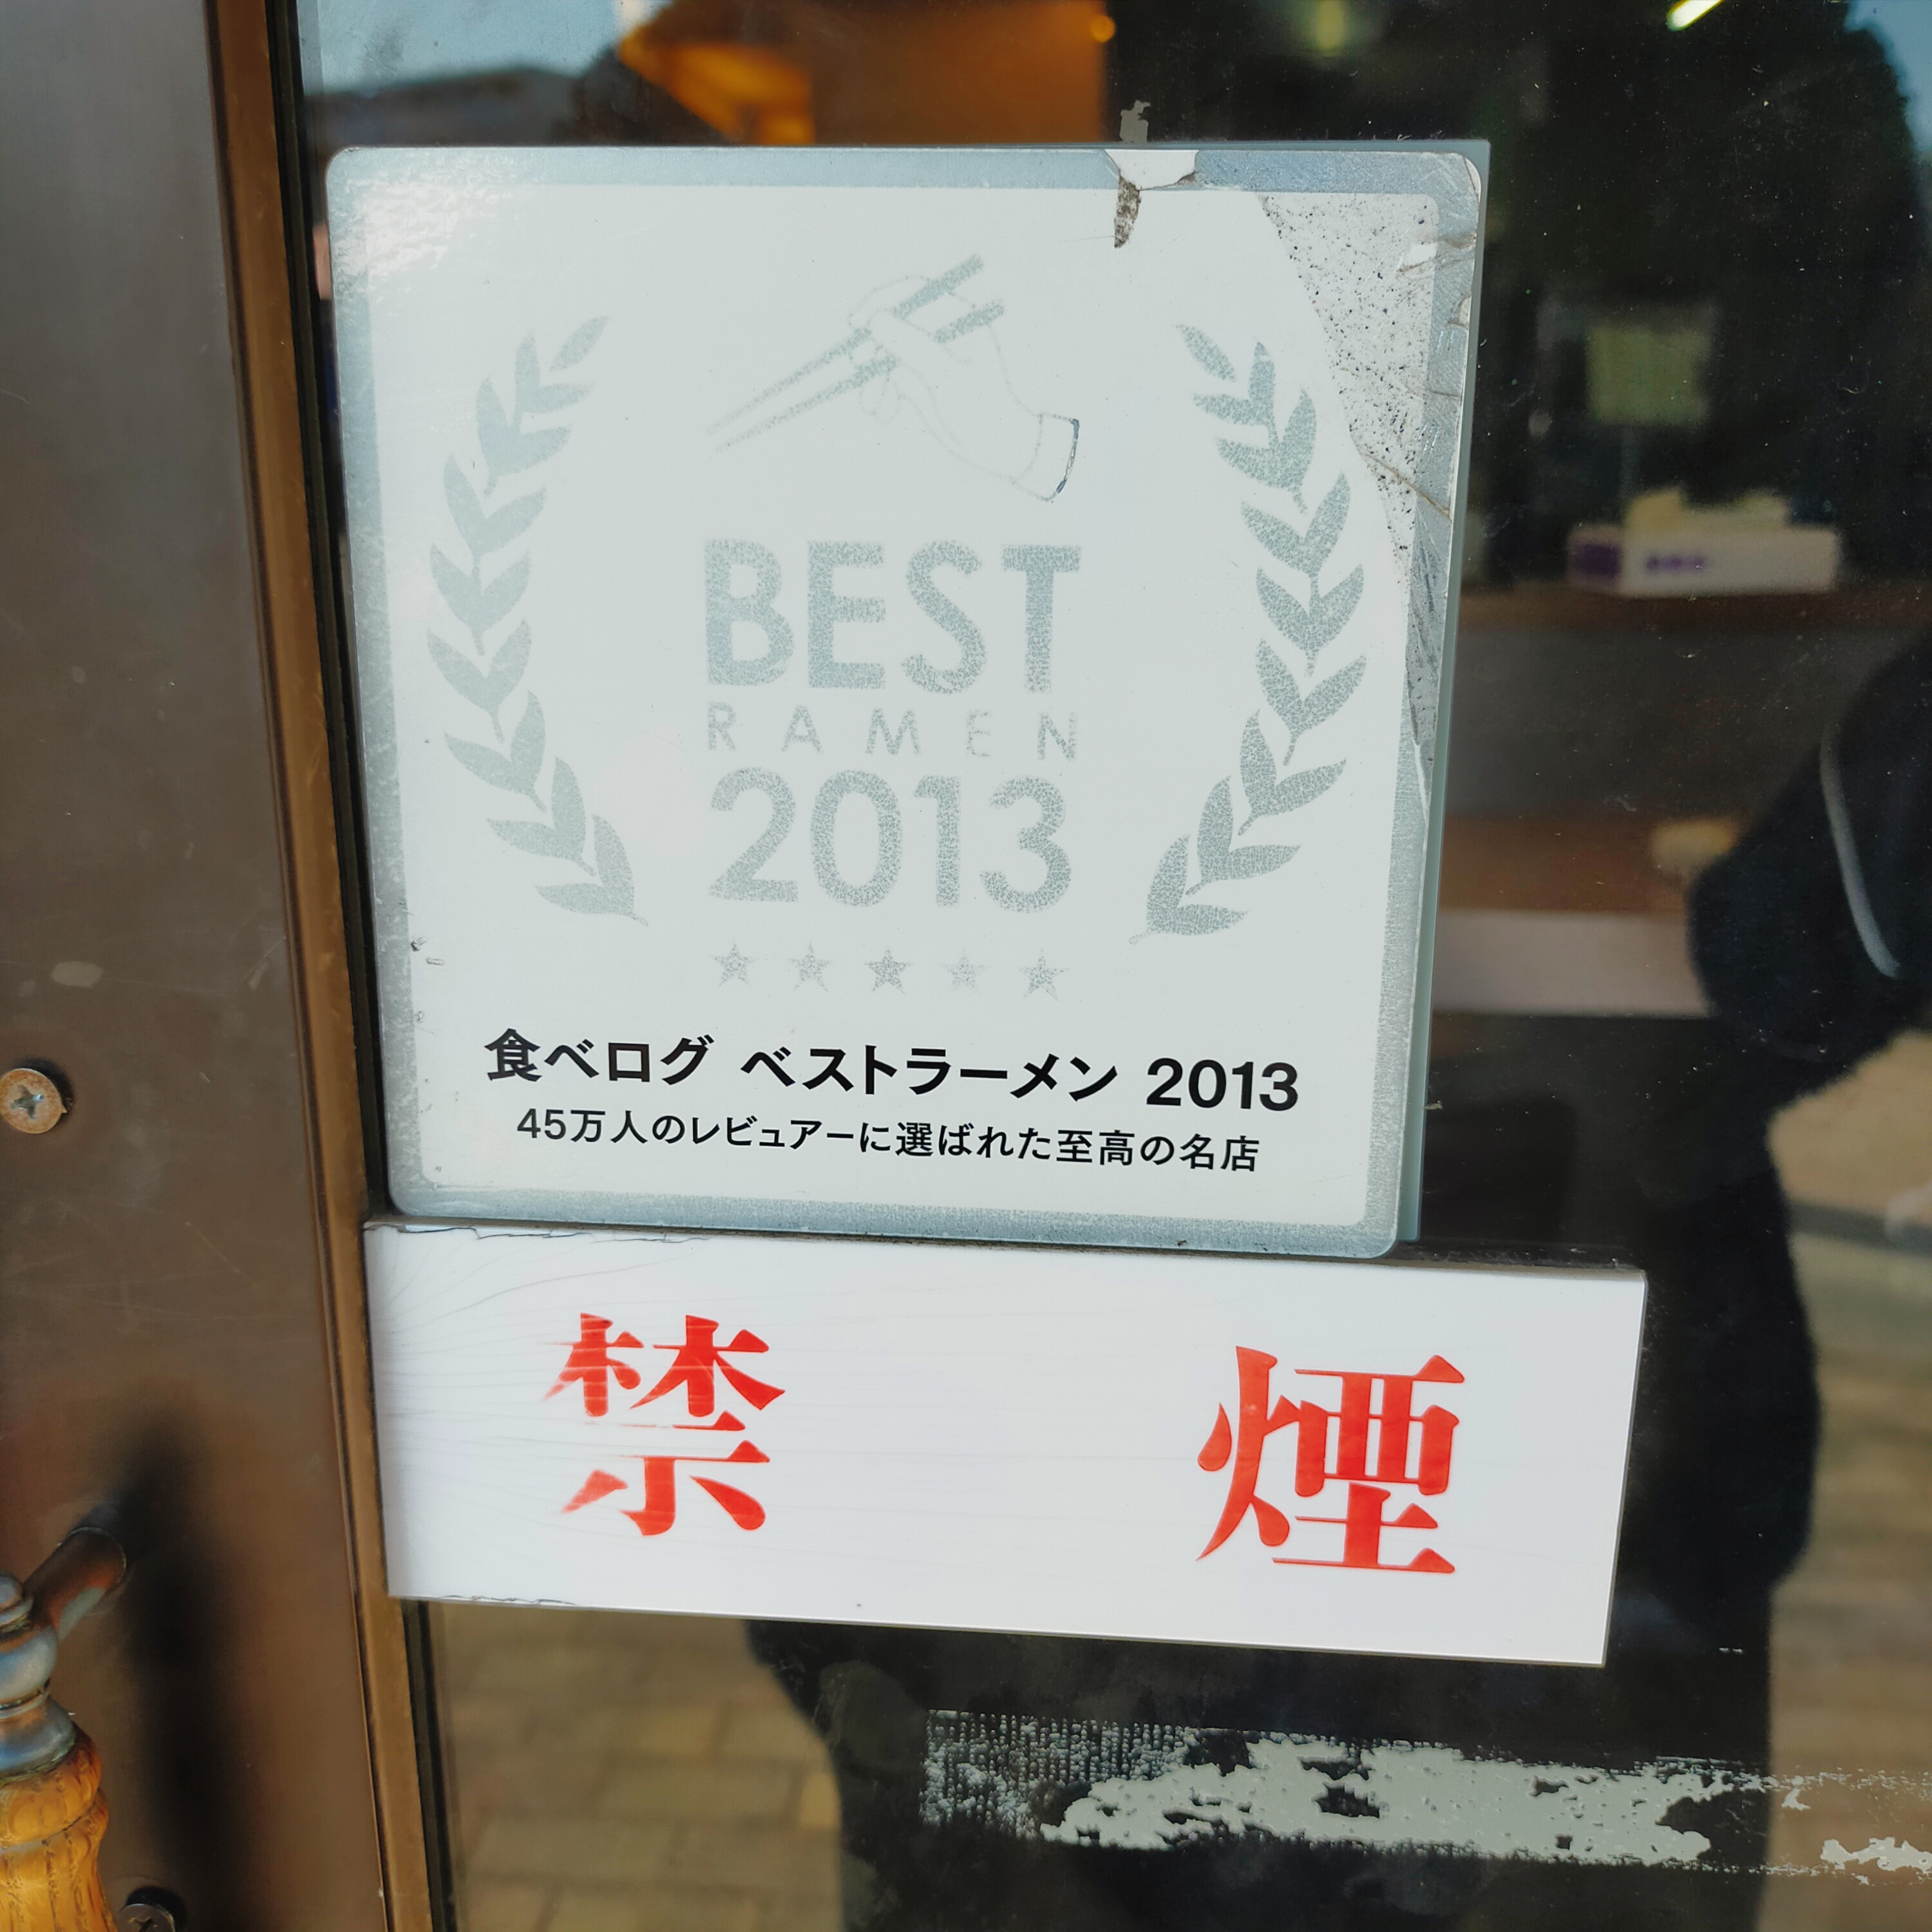 BEST
RAMEN
2013
食べログ ベストラーメン 2013
45万人のレビュアーに選ばれた至高の名店
禁 煙